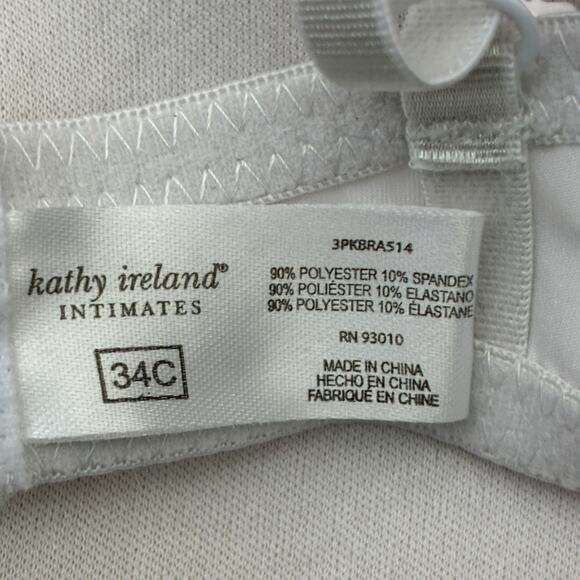 kathy ireland®
INTIMATES
34C
3PKBRA514
90% POLYESTER 10% SPANDEX
90% POLIÉSTER 10% ELASTANO
90% POLYESTER 10% ÉLASTANE
RN 93010
MADE IN CHINA
HECHO EN CHINA
FABRIQUÉ EN CHINE